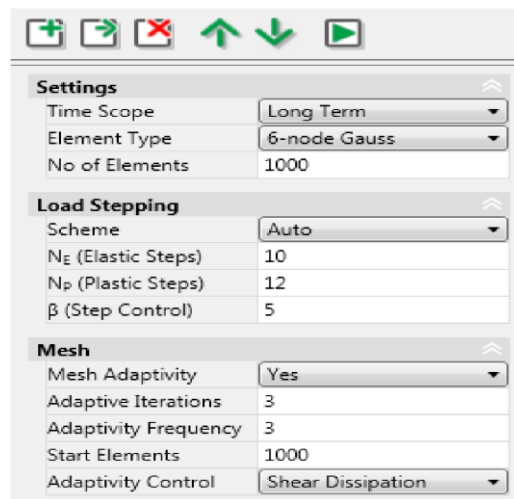 Settings
Time Scope Long Term
Element Type 6-node Gauss
No of Elements 1000
Load Stepping
Scheme Auto
N_E (Elastic Steps) 10
N_P (Plastic Steps) 12
β (Step Control) 5
Mesh
Mesh Adaptivity Yes
Adaptive Iterations 3
Adaptivity Frequency 3
Start Elements 1000
Adaptivity Control Shear Dissipation